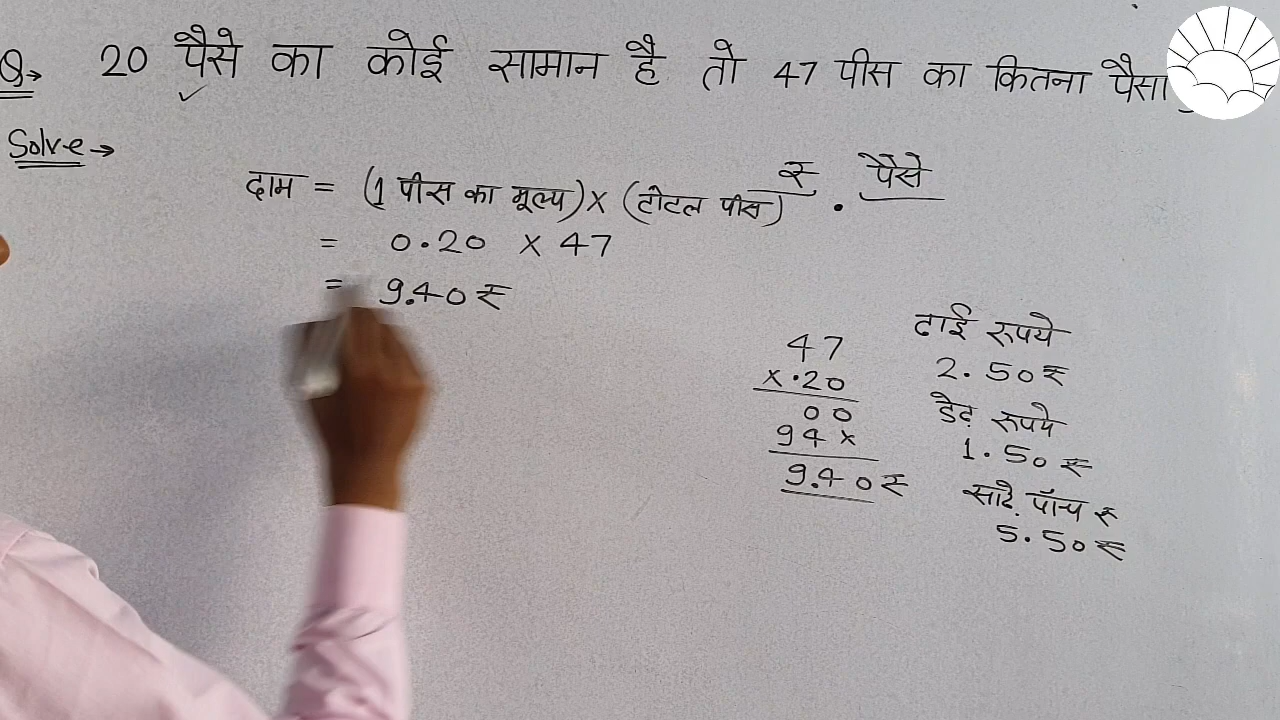 Q→ 20 पैसे का कोई सामान है तो 47 पीस का कितना पैसा
Solve →
रु . पैसे
दाम = (1 पीस का मूल्य) × (टोटल पीस)
= 0.20 × 47
= 9.40 ₹
47
×.20
00
94×
9.40 ₹
ढाई रुपये
2.50 ₹
डेढ़ रुपये
1.50 ₹
साढ़े पाँच रु
5.50 ₹